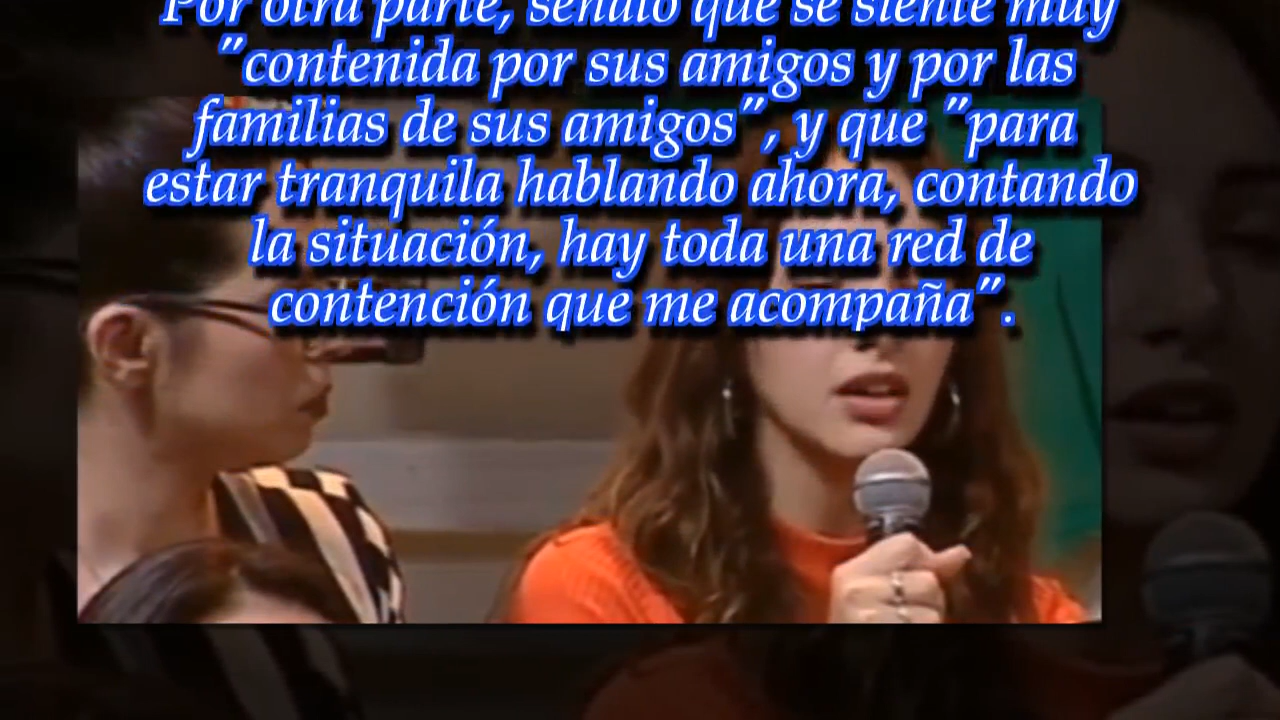 Por otra parte, señaló que se siente muy
"contenida por sus amigos y por las
familias de sus amigos", y que "para
estar tranquila hablando ahora, contando
la situación, hay toda una red de
contención que me acompaña".